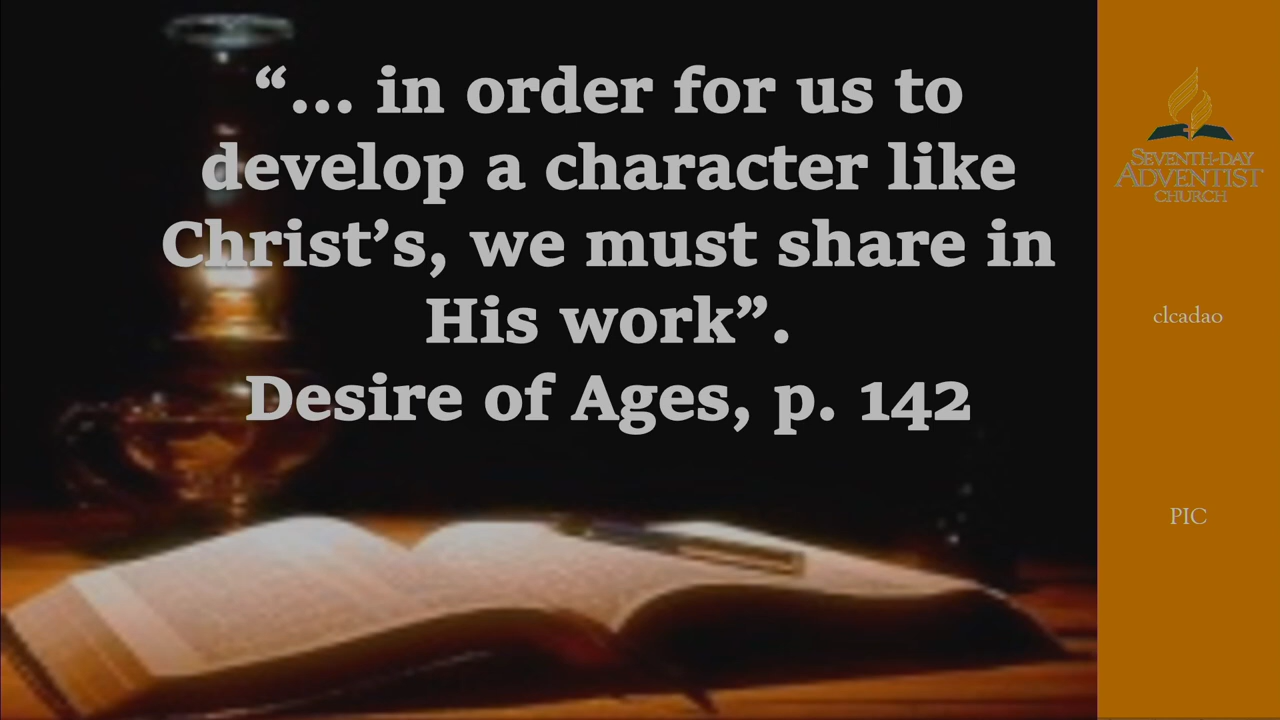 “... in order for us to
develop a character like
Christ’s, we must share in
His work”.
Desire of Ages, p. 142
SEVENTH-DAY
ADVENTIST
CHURCH
clcadao
PIC